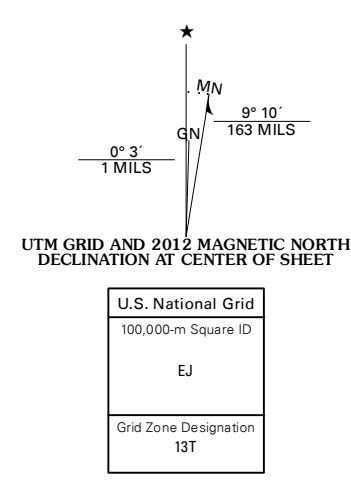 ★
MN
GN
9° 10´
163 MILS
0° 3´
1 MILS
UTM GRID AND 2012 MAGNETIC NORTH
DECLINATION AT CENTER OF SHEET
U.S. National Grid
100,000-m Square ID
EJ
Grid Zone Designation
13T